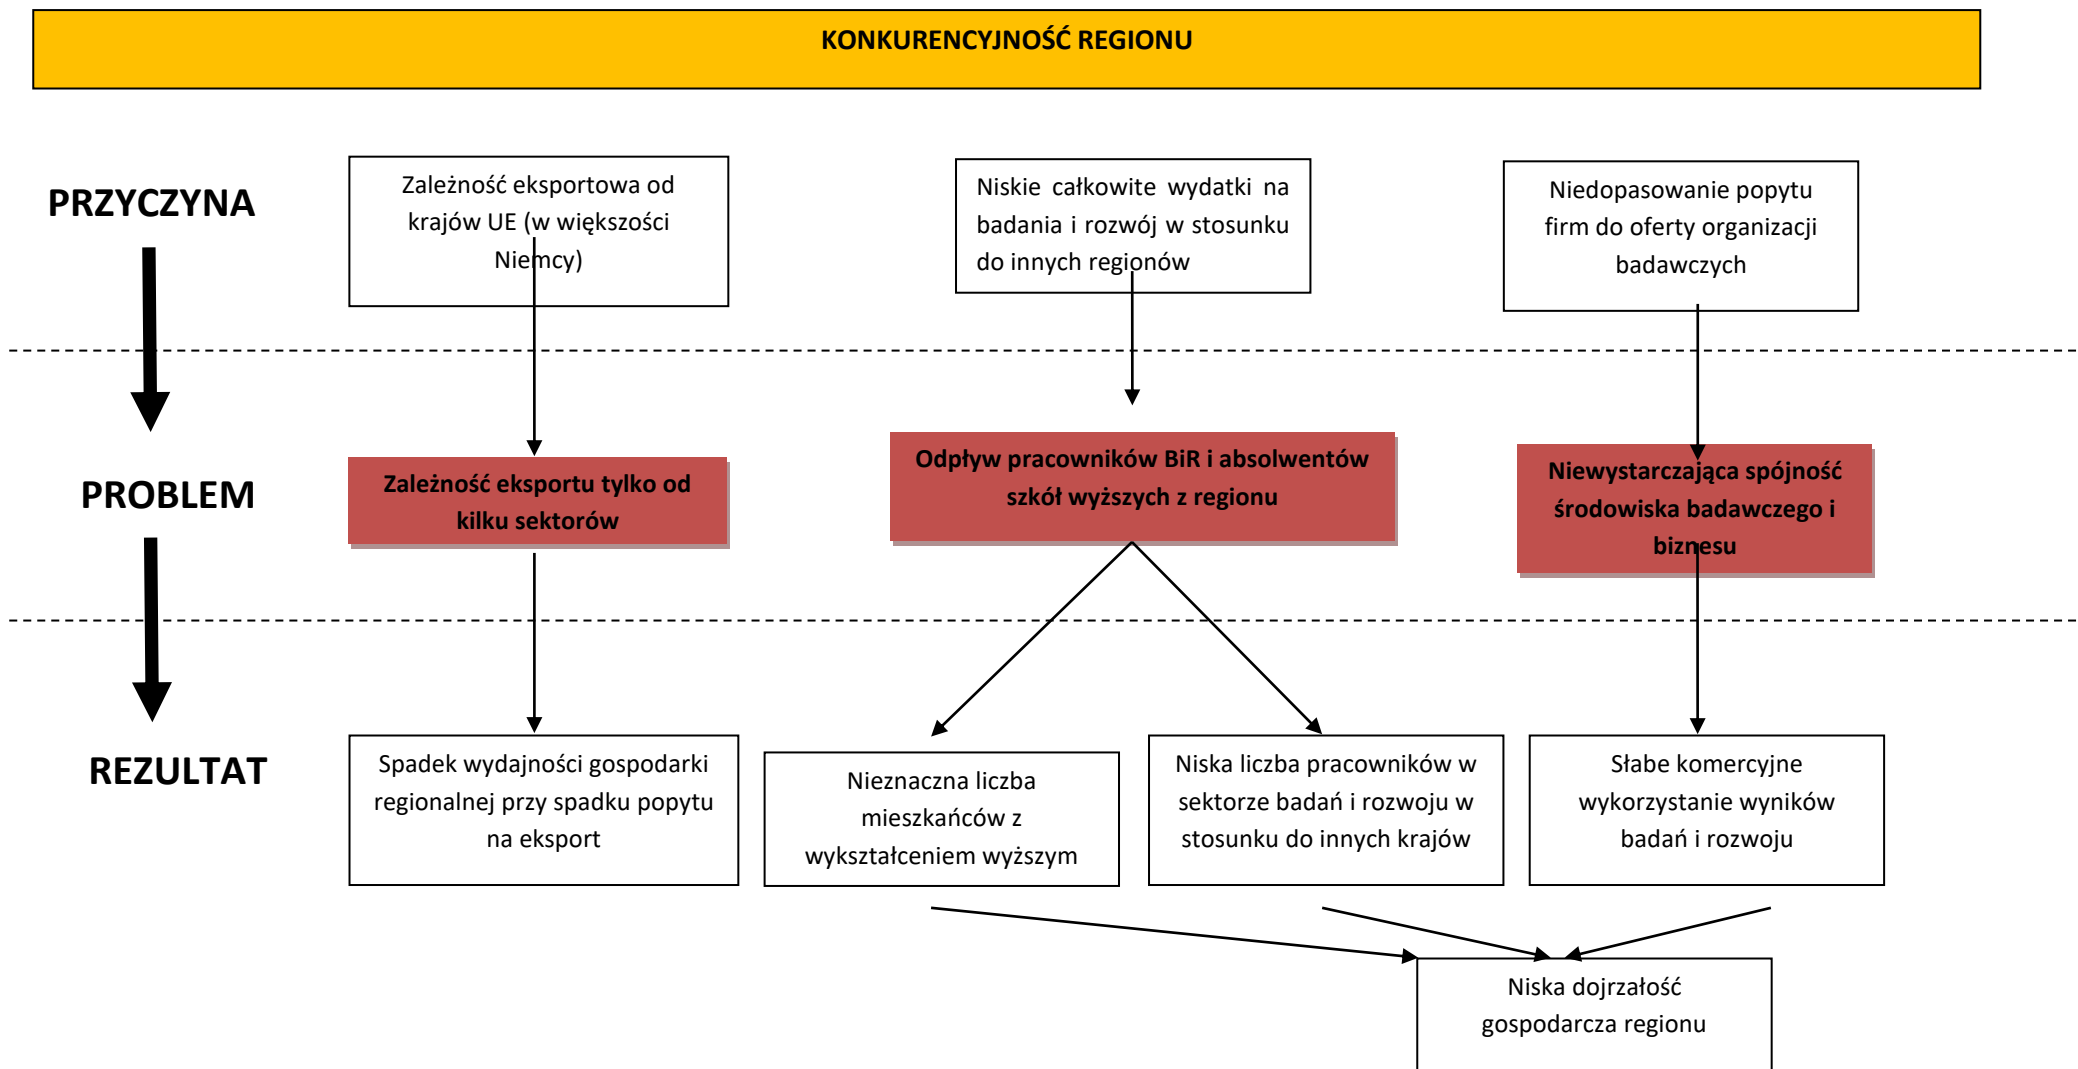 KONKURENCYJNOŚĆ REGIONU
PRZYCZYNA
Zależność eksportowa od
krajów UE (w większości
Niemcy)
Niskie całkowite wydatki na
badania i rozwój w stosunku
do innych regionów
Niedopasowanie popytu
firm do oferty organizacji
badawczych
PROBLEM
Zależność eksportu tylko od
kilku sektorów
Odpływ pracowników BiR i absolwentów
szkół wyższych z regionu
Niewystarczająca spójność
środowiska badawczego i
biznesu
REZULTAT
Spadek wydajności gospodarki
regionalnej przy spadku popytu
na eksport
Nieznaczna liczba
mieszkańców z
wykształceniem wyższym
Niska liczba pracowników w
sektorze badań i rozwoju w
stosunku do innych krajów
Słabe komercyjne
wykorzystanie wyników
badań i rozwoju
Niska dojrzałość
gospodarcza regionu